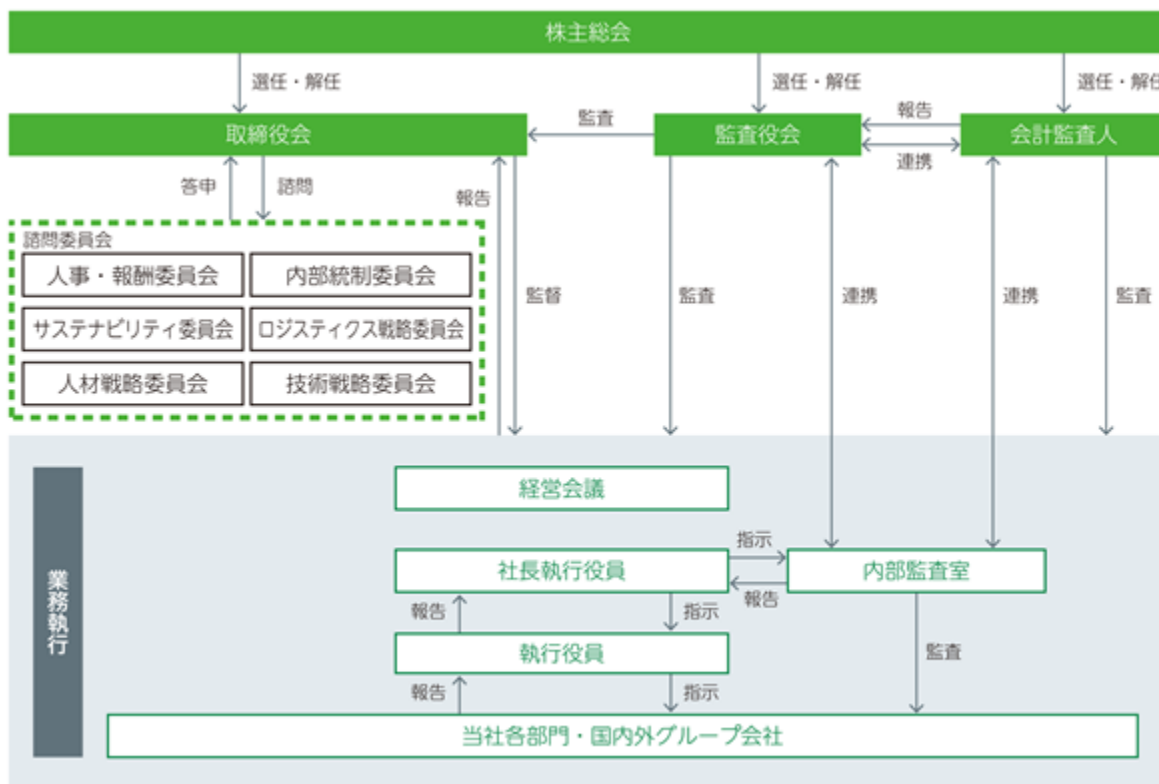 株主総会
選任・解任
選任・解任
選任・解任
取締役会
監査
監査役会
報告
連携
会計監査人
答申
諮問
報告
諮問委員会
人事・報酬委員会
内部統制委員会
サステナビリティ委員会
ロジスティクス戦略委員会
人材戦略委員会
技術戦略委員会
監督
監査
連携
連携
監査
業務執行
経営会議
社長執行役員
指示
報告
内部監査室
報告
指示
執行役員
監査
報告
指示
当社各部門・国内外グループ会社